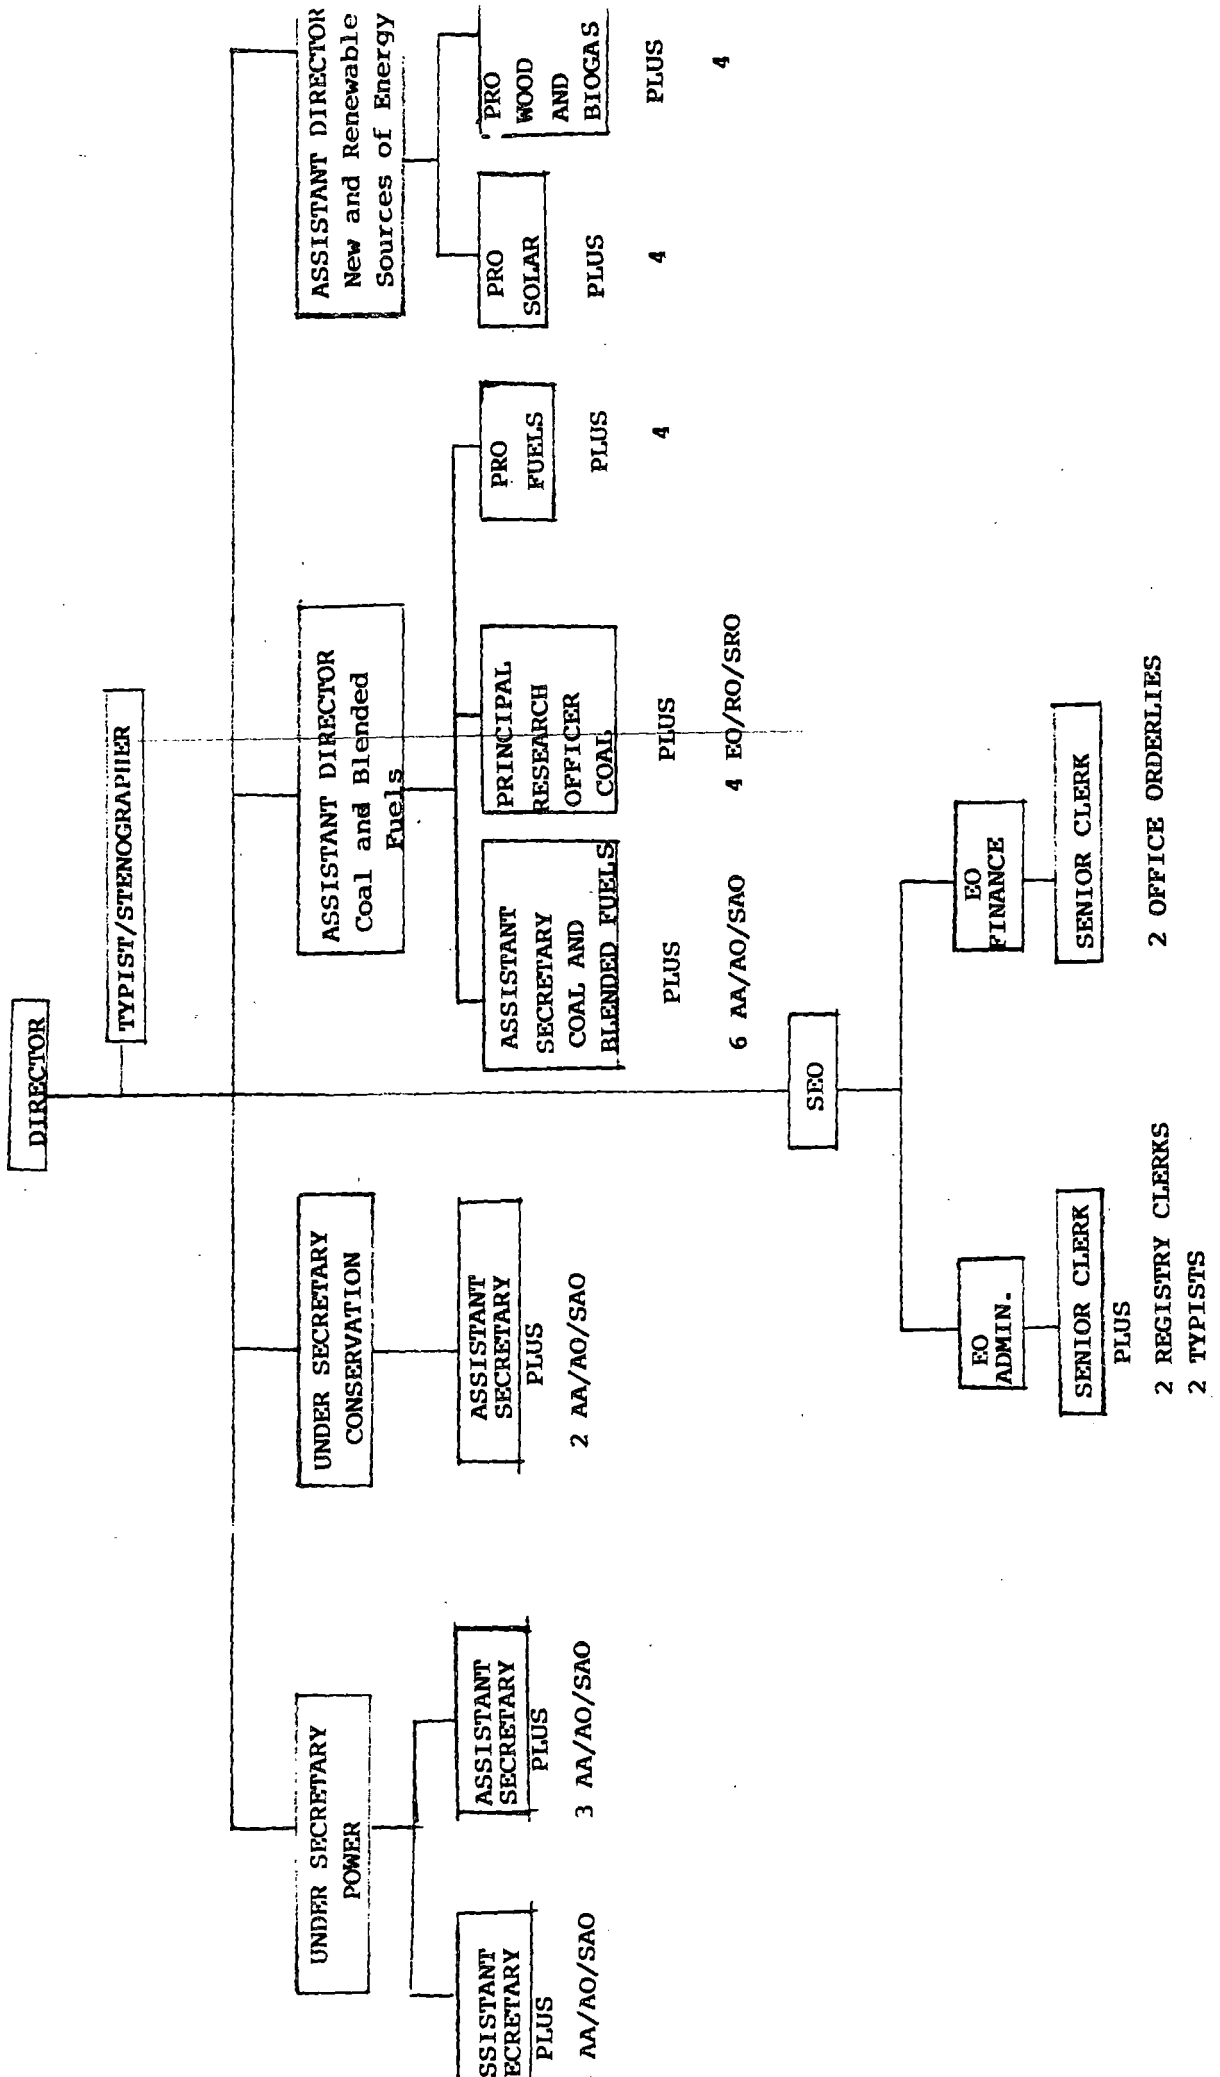 DIRECTOR
TYPIST/STENOGRAPHER
UNDER SECRETARY
POWER
UNDER SECRETARY
CONSERVATION
ASSISTANT DIRECTOR
Coal and Blended
Fuels
ASSISTANT DIRECTOR
New and Renewable
Sources of Energy
SSISTANT
ECRETARY
PLUS
AA/AO/SAO
ASSISTANT
SECRETARY
PLUS
3 AA/AO/SAO
ASSISTANT
SECRETARY
PLUS
2 AA/AO/SAO
ASSISTANT
SECRETARY
COAL AND
BLENDED FUELS
PLUS
6 AA/AO/SAO
PRINCIPAL
RESEARCH
OFFICER
COAL
PLUS
4 EO/RO/SRO
PRO
FUELS
PLUS
4
PRO
SOLAR
PLUS
4
PRO
WOOD
AND
BIOGAS
PLUS
4
SEO
EO
ADMIN.
SENIOR CLERK
PLUS
2 REGISTRY CLERKS
2 TYPISTS
EO
FINANCE
SENIOR CLERK
2 OFFICE ORDERLIES